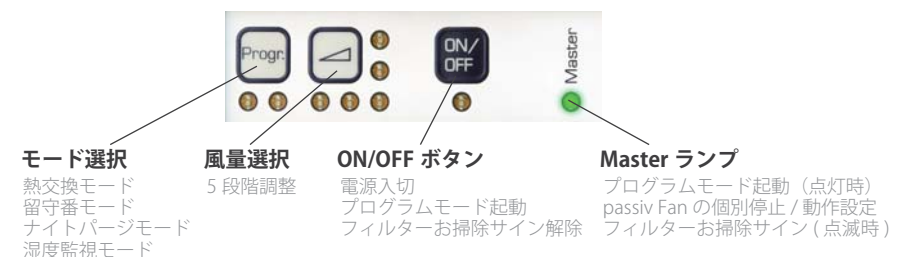 Progr.
ON/
OFF
Master
モード選択
熱交換モード
留守番モード
ナイトパージモード
湿度監視モード
風量選択
5 段階調整
ON/OFF ボタン
電源入切
プログラムモード起動
フィルターお掃除サイン解除
Master ランプ
プログラムモード起動（点灯時）
passiv Fan の個別停止 / 動作設定
フィルターお掃除サイン ( 点滅時 )